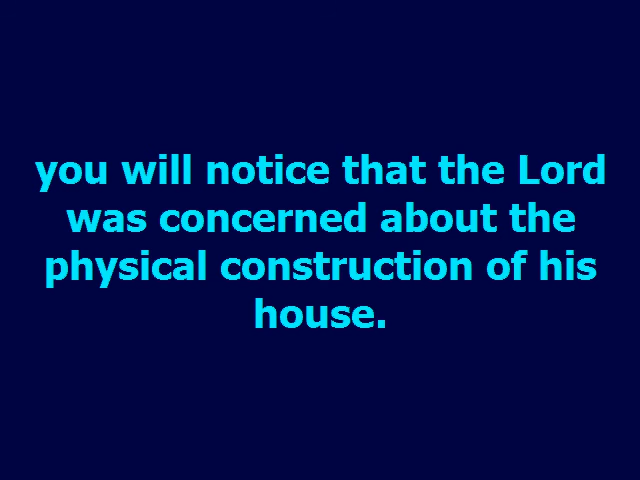 you will notice that the Lord
was concerned about the
physical construction of his
house.